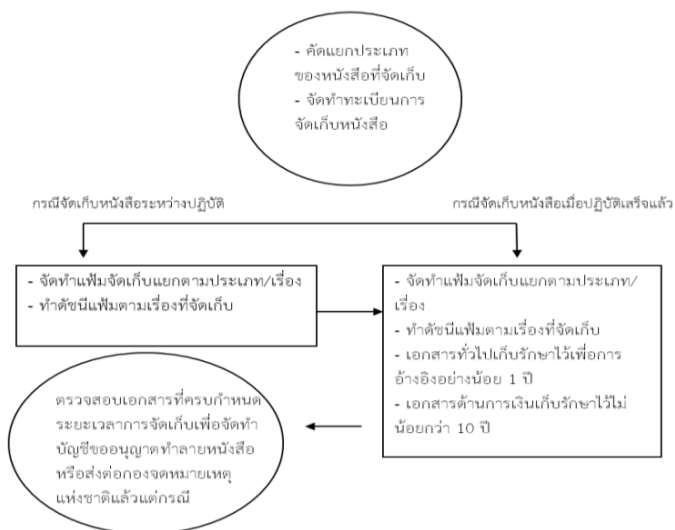 - คัดแยกประเภท
ของหนังสือที่จัดเก็บ
- จัดทำทะเบียนการ
จัดเก็บหนังสือ
กรณีจัดเก็บหนังสือระหว่างปฏิบัติ
กรณีจัดเก็บหนังสือเมื่อปฏิบัติเสร็จแล้ว
- จัดทำแฟ้มจัดเก็บแยกตามประเภท/เรื่อง
- ทำดัชนีแฟ้มตามเรื่องที่จัดเก็บ
- จัดทำแฟ้มจัดเก็บแยกตามประเภท/
เรื่อง
- ทำดัชนีแฟ้มตามเรื่องที่จัดเก็บ
- เอกสารทั่วไปเก็บรักษาไว้เพื่อการ
อ้างอิงอย่างน้อย 1 ปี
- เอกสารด้านการเงินเก็บรักษาไว้ไม่
น้อยกว่า 10 ปี
ตรวจสอบเอกสารที่ครบกำหนด
ระยะเวลาการจัดเก็บเพื่อจัดทำ
บัญชีขออนุญาตทำลายหนังสือ
หรือส่งต่อกองจดหมายเหตุ
แห่งชาติแล้วแต่กรณี